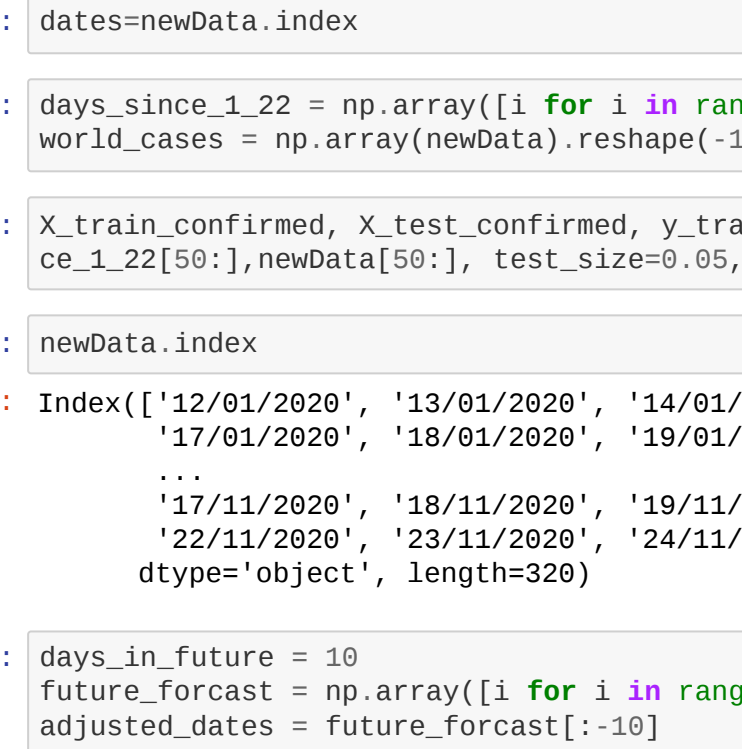 : dates=newData.index
: days_since_1_22 = np.array([i for i in ran
world_cases = np.array(newData).reshape(-1
: X_train_confirmed, X_test_confirmed, y_tra
ce_1_22[50:],newData[50:], test_size=0.05,
: newData.index
: Index(['12/01/2020', '13/01/2020', '14/01/
'17/01/2020', '18/01/2020', '19/01/
...
'17/11/2020', '18/11/2020', '19/11/
'22/11/2020', '23/11/2020', '24/11/
dtype='object', length=320)
: days_in_future = 10
future_forcast = np.array([i for i in rang
adjusted_dates = future_forcast[:-10]